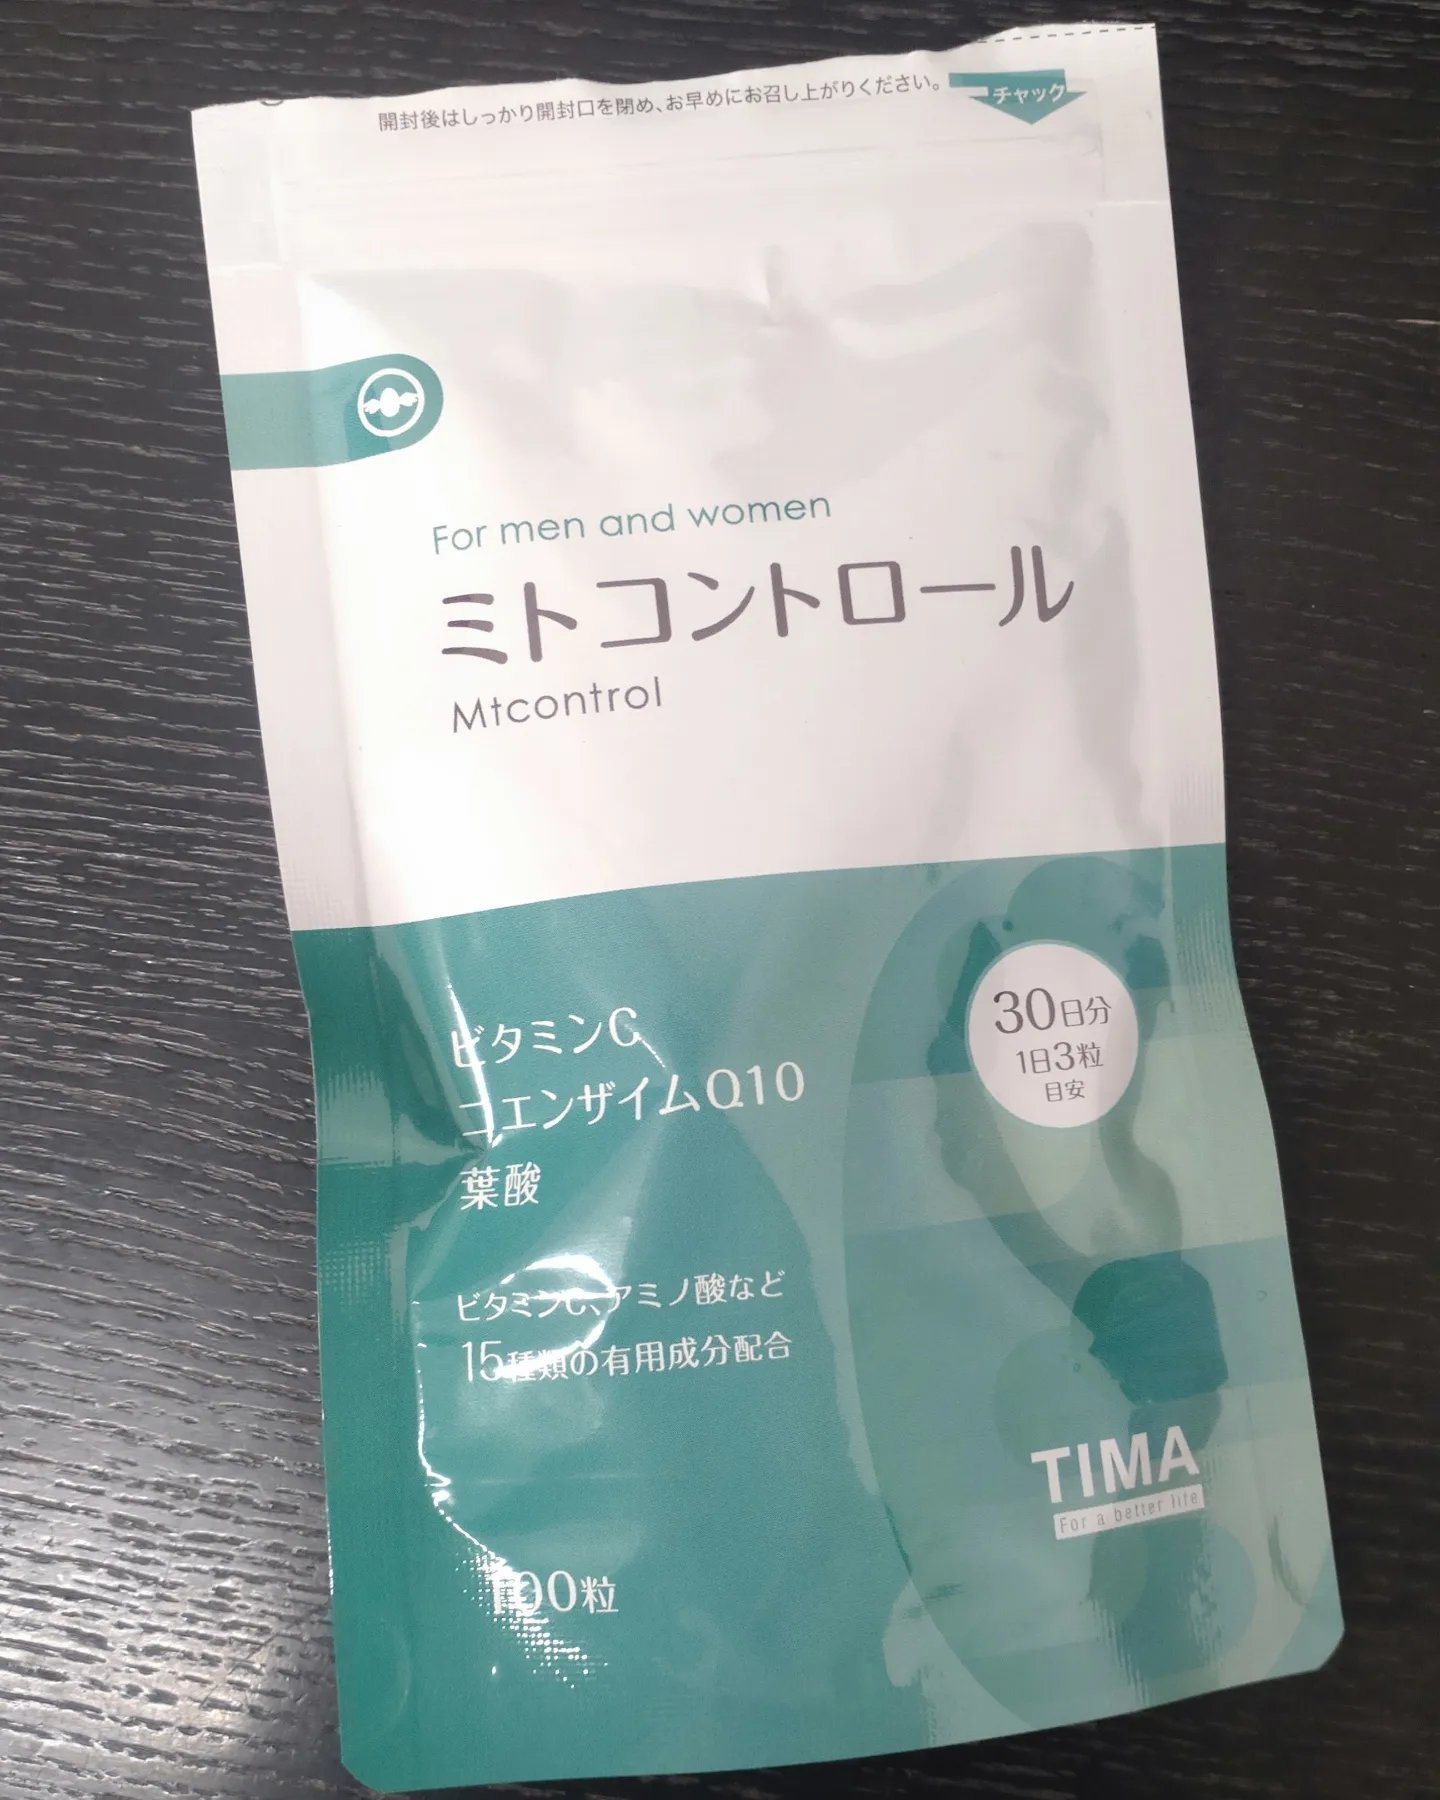 開封後はしっかり開封口を閉め、お早めにお召し上がりください。
チャック
For men and women
ミトコントロール
Mtcontrol
30日分
1日3粒
目安
ビタミンC
コエンザイムQ10
葉酸
ビタミンC、アミノ酸など
15種類の有用成分配合
TIMA
For a better life
100粒